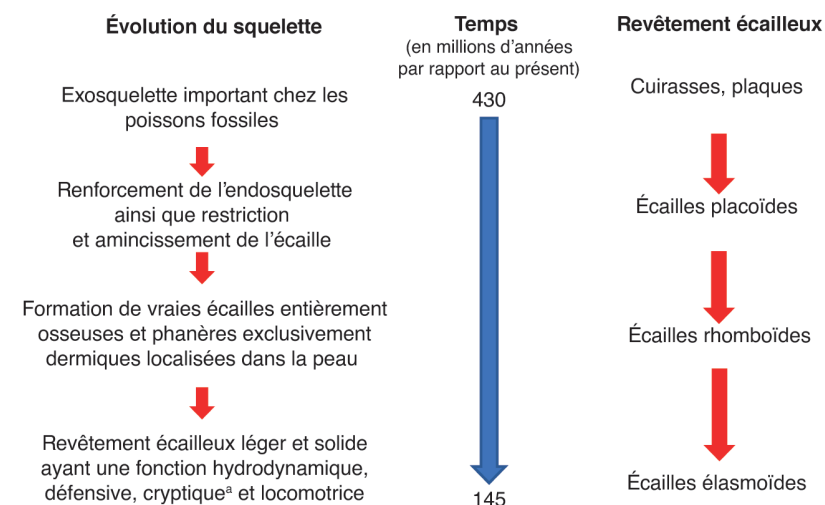 Évolution du squelette
Exosquelette important chez les
poissons fossiles
Renforcement de l'endosquelette
ainsi que restriction
et amincissement de l'écaille
Formation de vraies écailles entièrement
osseuses et phanères exclusivement
dermiques localisées dans la peau
Revêtement écailleux léger et solide
ayant une fonction hydrodynamique,
défensive, cryptiqueᵃ et locomotrice
Temps
(en millions d'années
par rapport au présent)
430
145
Revêtement écailleux
Cuirasses, plaques
Écailles placoïdes
Écailles rhomboïdes
Écailles élasmoïdes